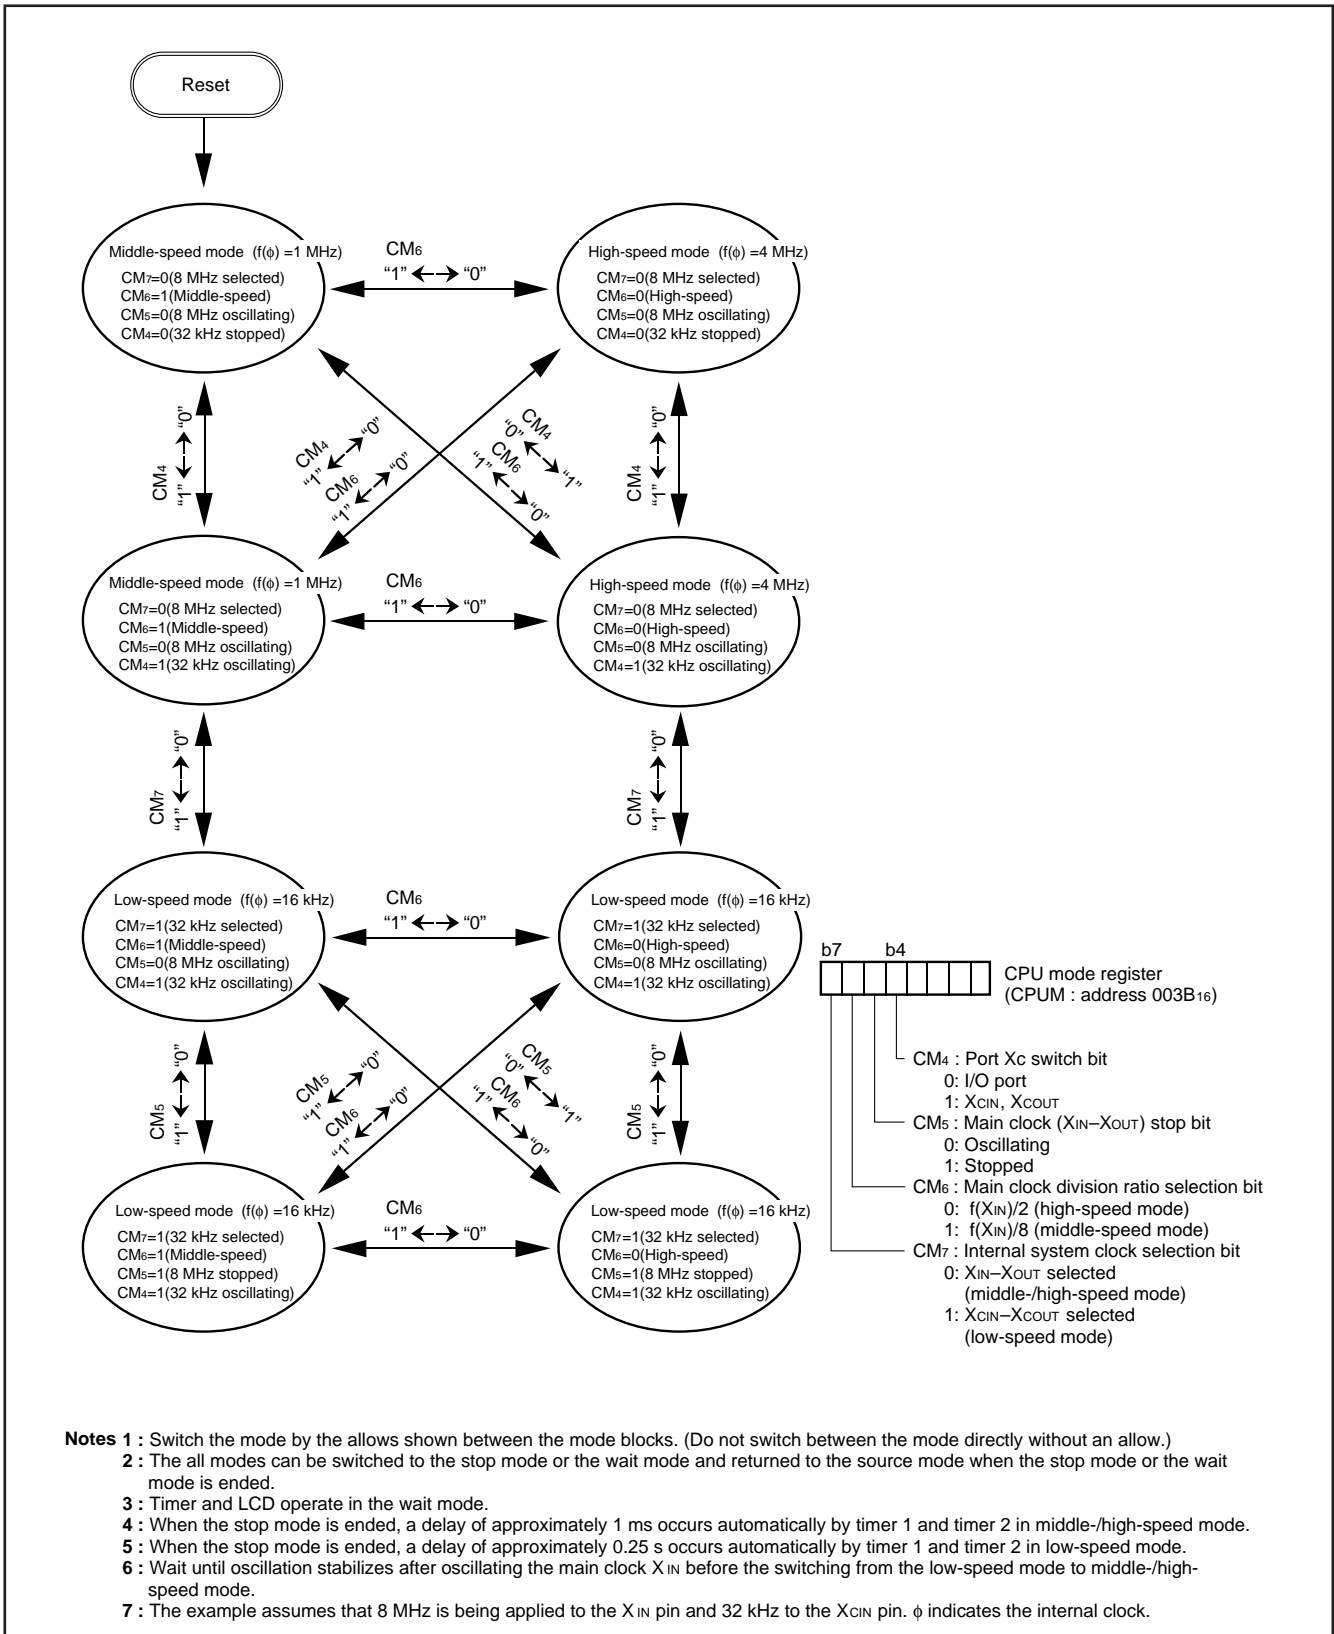 Reset
Middle-speed mode (f(φ) =1 MHz)
CM7=0(8 MHz selected)
CM6=1(Middle-speed)
CM5=0(8 MHz oscillating)
CM4=0(32 kHz stopped)
CM6
“1” ←→ “0”
High-speed mode (f(φ) =4 MHz)
CM7=0(8 MHz selected)
CM6=0(High-speed)
CM5=0(8 MHz oscillating)
CM4=0(32 kHz stopped)
CM4
“1” ←→ “0”
CM4
“1” ←→ “0”
CM6
“1” ←→ “0”
CM4
“0” ←→ “1”
CM6
“1” ←→ “0”
CM4
“1” ←→ “0”
Middle-speed mode (f(φ) =1 MHz)
CM7=0(8 MHz selected)
CM6=1(Middle-speed)
CM5=0(8 MHz oscillating)
CM4=1(32 kHz oscillating)
CM6
“1” ←→ “0”
High-speed mode (f(φ) =4 MHz)
CM7=0(8 MHz selected)
CM6=0(High-speed)
CM5=0(8 MHz oscillating)
CM4=1(32 kHz oscillating)
CM7
“1” ←→ “0”
CM7
“1” ←→ “0”
Low-speed mode (f(φ) =16 kHz)
CM7=1(32 kHz selected)
CM6=1(Middle-speed)
CM5=0(8 MHz oscillating)
CM4=1(32 kHz oscillating)
CM6
“1” ←→ “0”
Low-speed mode (f(φ) =16 kHz)
CM7=1(32 kHz selected)
CM6=0(High-speed)
CM5=0(8 MHz oscillating)
CM4=1(32 kHz oscillating)
CM5
“1” ←→ “0”
CM5
“1” ←→ “0”
CM6
“1” ←→ “0”
CM5
“0” ←→ “1”
CM6
“1” ←→ “0”
CM5
“1” ←→ “0”
Low-speed mode (f(φ) =16 kHz)
CM7=1(32 kHz selected)
CM6=1(Middle-speed)
CM5=1(8 MHz stopped)
CM4=1(32 kHz oscillating)
CM6
“1” ←→ “0”
Low-speed mode (f(φ) =16 kHz)
CM7=1(32 kHz selected)
CM6=0(High-speed)
CM5=1(8 MHz stopped)
CM4=1(32 kHz oscillating)
b7 b4
CPU mode register
(CPUM : address 003B16)
CM4 : Port Xc switch bit
0: I/O port
1: XCIN, XCOUT
CM5 : Main clock (XIN–XOUT) stop bit
0: Oscillating
1: Stopped
CM6 : Main clock division ratio selection bit
0: f(XIN)/2 (high-speed mode)
1: f(XIN)/8 (middle-speed mode)
CM7 : Internal system clock selection bit
0: XIN–XOUT selected
(middle-/high-speed mode)
1: XCIN–XCOUT selected
(low-speed mode)
Notes 1 : Switch the mode by the allows shown between the mode blocks. (Do not switch between the mode directly without an allow.)
2 : The all modes can be switched to the stop mode or the wait mode and returned to the source mode when the stop mode or the wait
mode is ended.
3 : Timer and LCD operate in the wait mode.
4 : When the stop mode is ended, a delay of approximately 1 ms occurs automatically by timer 1 and timer 2 in middle-/high-speed mode.
5 : When the stop mode is ended, a delay of approximately 0.25 s occurs automatically by timer 1 and timer 2 in low-speed mode.
6 : Wait until oscillation stabilizes after oscillating the main clock XIN before the switching from the low-speed mode to middle-/high-
speed mode.
7 : The example assumes that 8 MHz is being applied to the XIN pin and 32 kHz to the XCIN pin. φ indicates the internal clock.